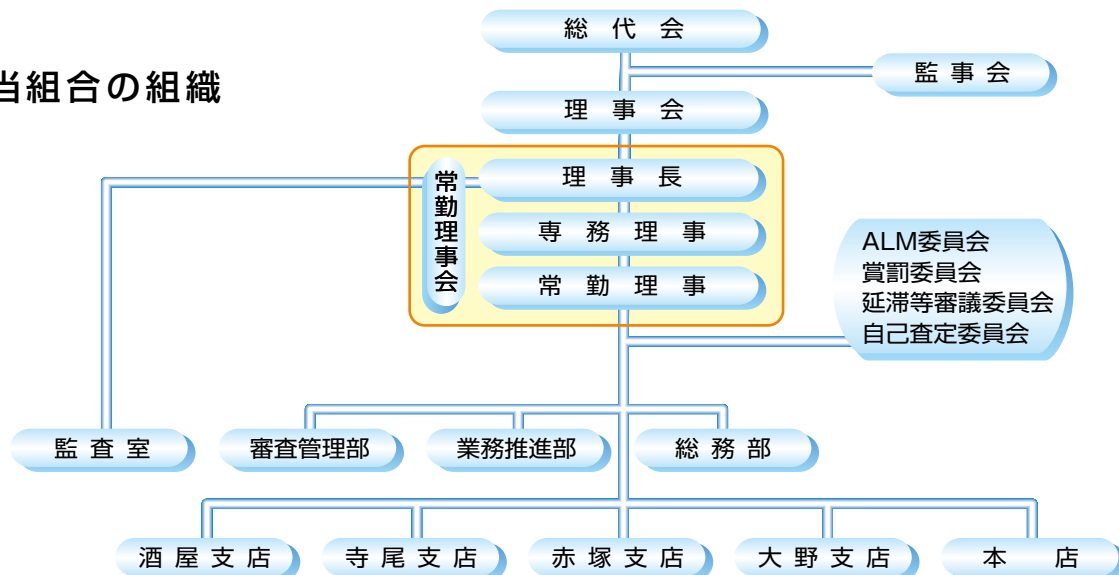 総代会
当組合の組織
監事会
理事会
常勤理事会
理事長
専務理事
常勤理事
ALM委員会
賞罰委員会
延滞等審議委員会
自己査定委員会
監査室
審査管理部
業務推進部
総務部
酒屋支店
寺尾支店
赤塚支店
大野支店
本店